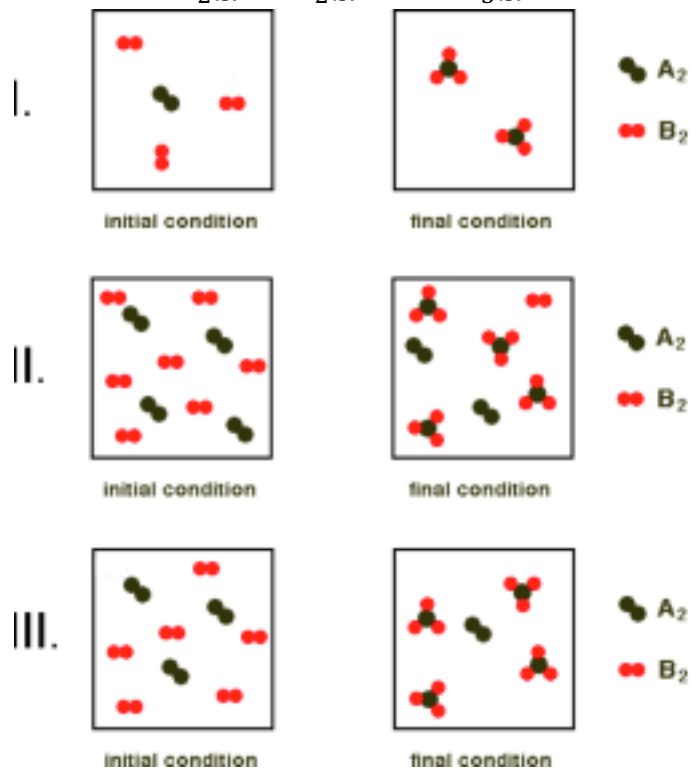 I.
A₂
B₂
initial condition
final condition
II.
A₂
B₂
initial condition
final condition
III.
A₂
B₂
initial condition
final condition